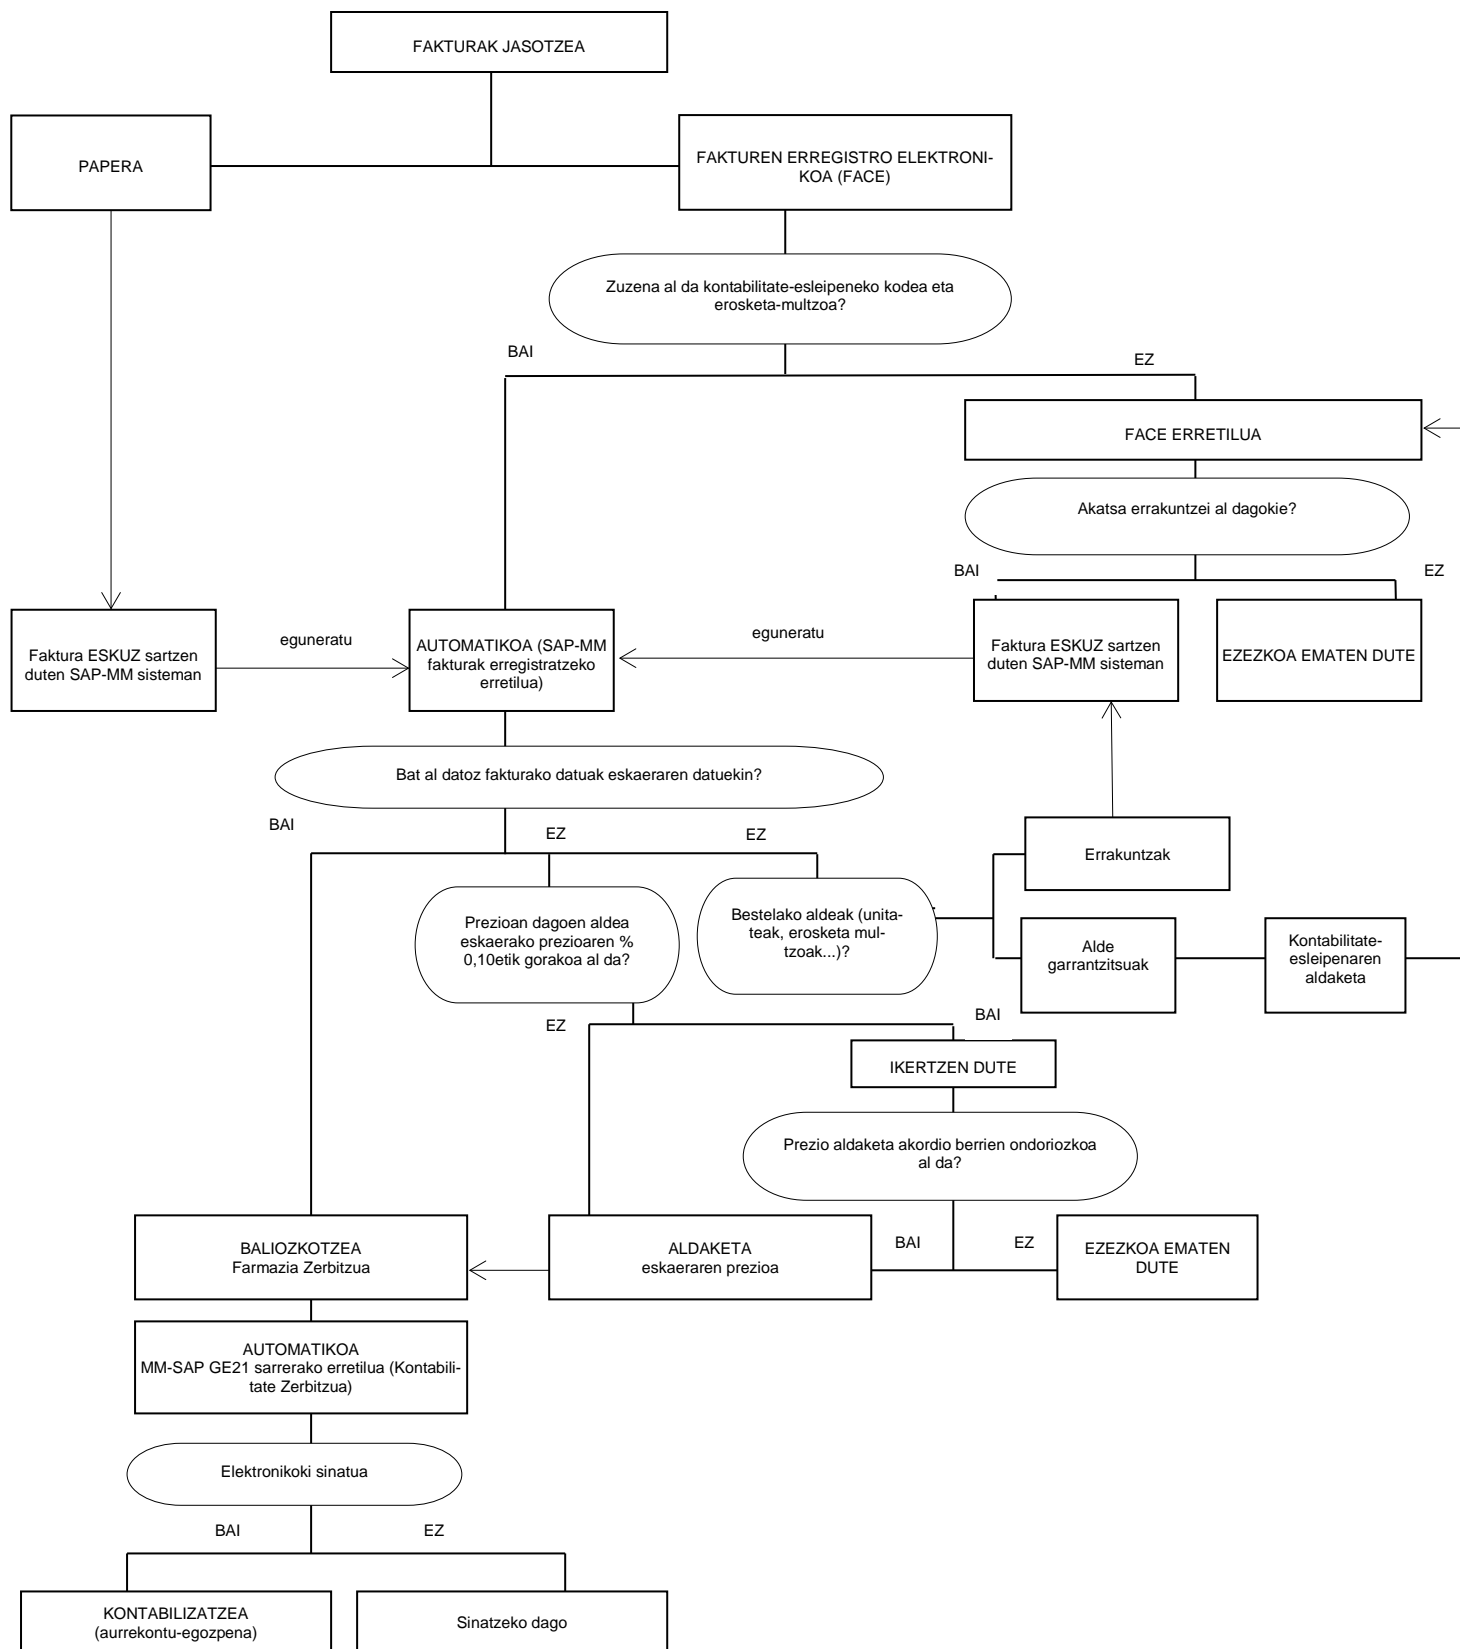 FAKTURAK JASOTZEA
PAPERA
FAKTUREN ERREGISTRO ELEKTRONI-
KOA (FACE)
Zuzena al da kontabilitate-esleipeneko kodea eta
erosketa-multzoa?
BAI
EZ
FACE ERRETILUA
Akatsa errakuntzei al dagokie?
BAI
EZ
Faktura ESKUZ sartzen
duten SAP-MM sisteman
eguneratu
AUTOMATIKOA (SAP-MM
fakturak erregistratzeko
erretilua)
eguneratu
Faktura ESKUZ sartzen
duten SAP-MM sisteman
EZEZKOA EMATEN DUTE
Bat al datoz fakturako datuak eskaeraren datuekin?
BAI
EZ
EZ
Errakuntzak
Prezioan dagoen aldea
eskaerako prezioaren %
0,10etik gorakoa al da?
Bestelako aldeak (unita-
teak, erosketa mul-
tzoak...)?
Alde
garrantzitsuak
Kontabilitate-
esleipenaren
aldaketa
EZ
BAI
IKERTZEN DUTE
Prezio aldaketa akordio berrien ondoriozkoa
al da?
BALIOZKOTZEA
Farmazia Zerbitzua
ALDAKETA
eskaeraren prezioa
BAI
EZ
EZEZKOA EMATEN
DUTE
AUTOMATIKOA
MM-SAP GE21 sarrerako erretilua (Kontabili-
tate Zerbitzua)
Elektronikoki sinatua
BAI
EZ
KONTABILIZATZEA
(aurrekontu-egozpena)
Sinatzeko dago